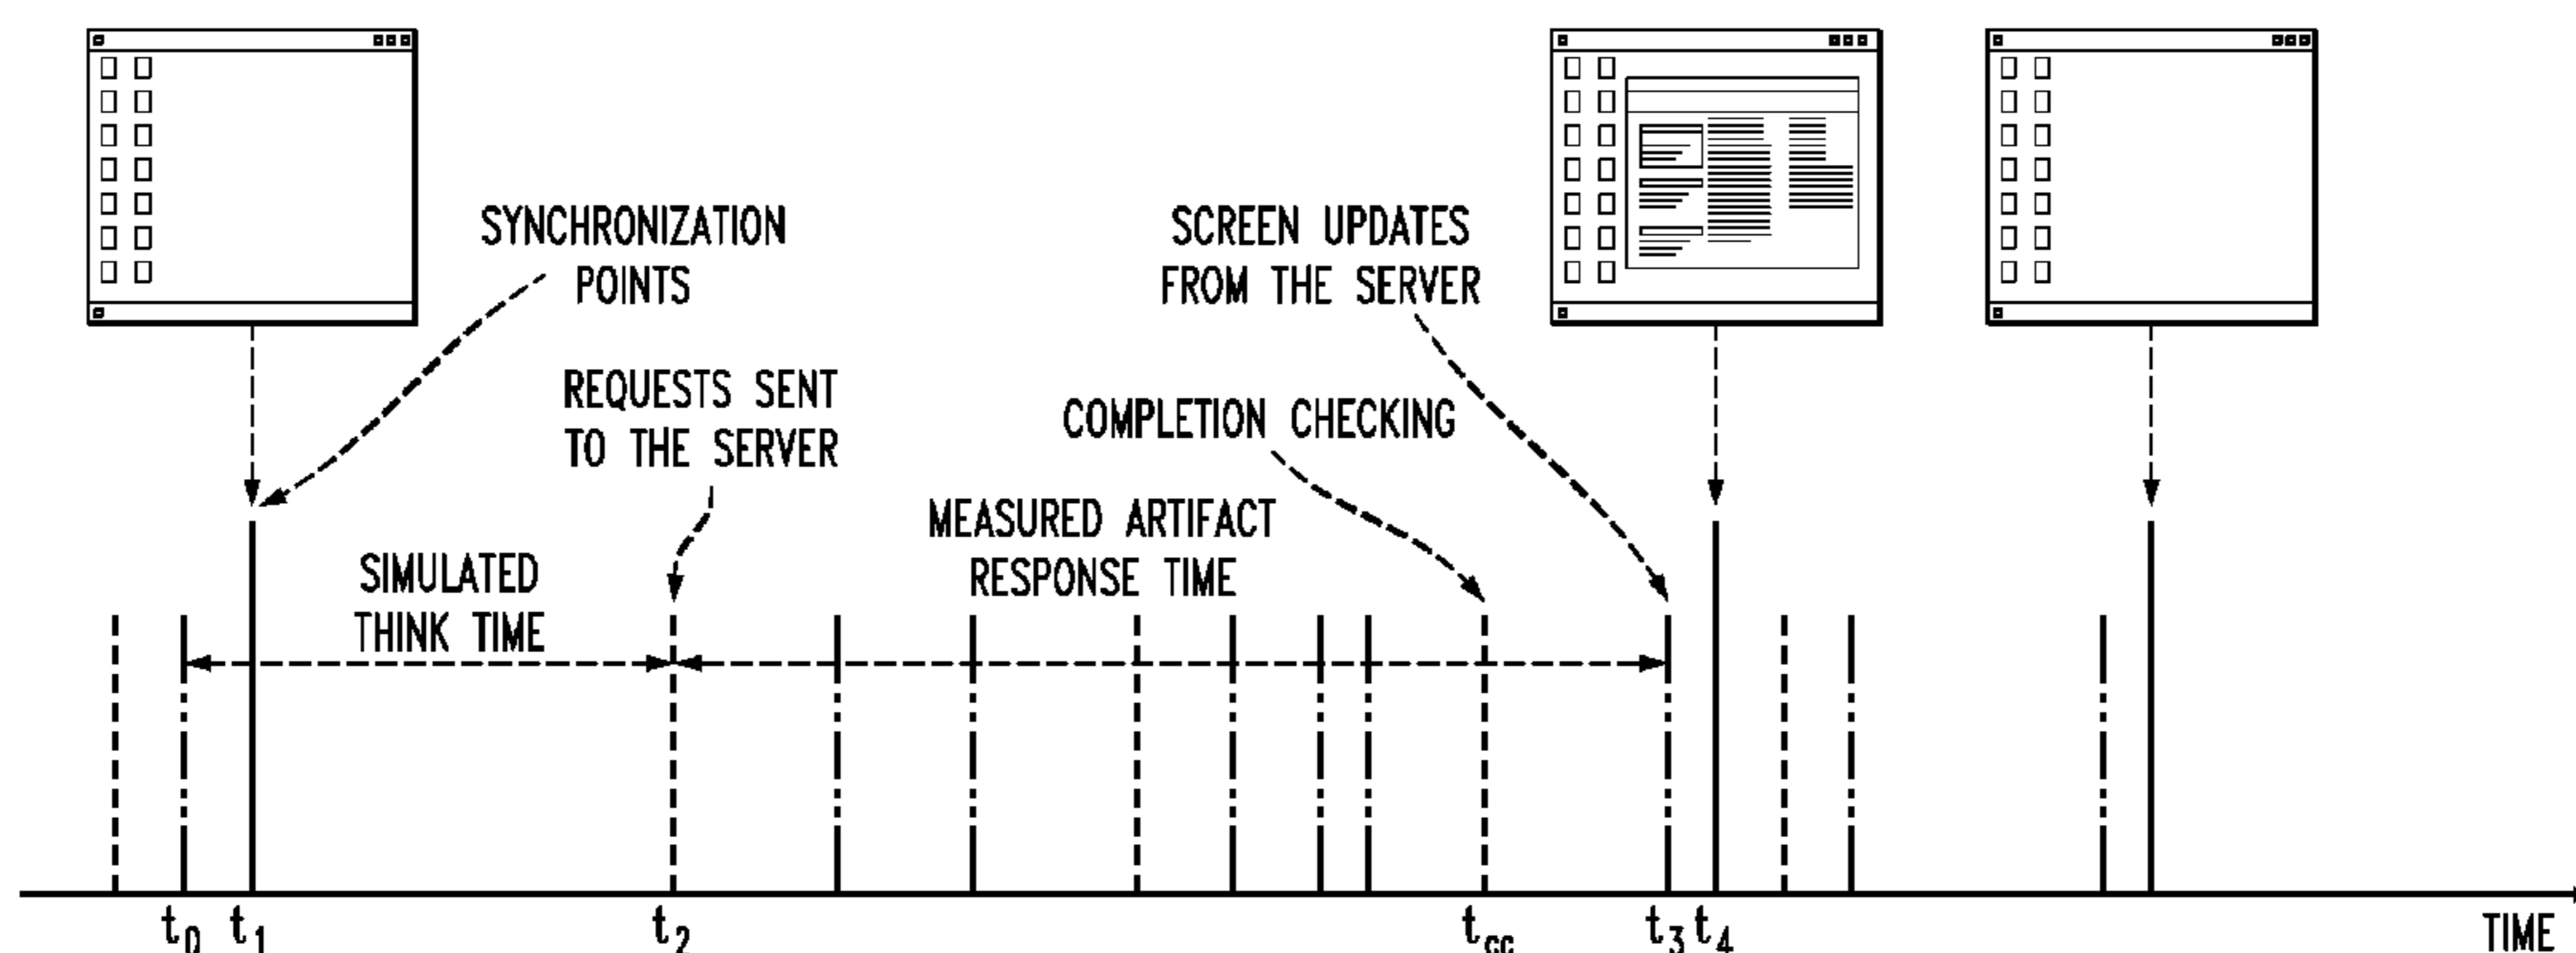 SYNCHRONIZATION
POINTS
SCREEN UPDATES
FROM THE SERVER
REQUESTS SENT
TO THE SERVER
COMPLETION CHECKING
MEASURED ARTIFACT
RESPONSE TIME
SIMULATED
THINK TIME
t0 t1 t2 tcc t3 t4 TIME